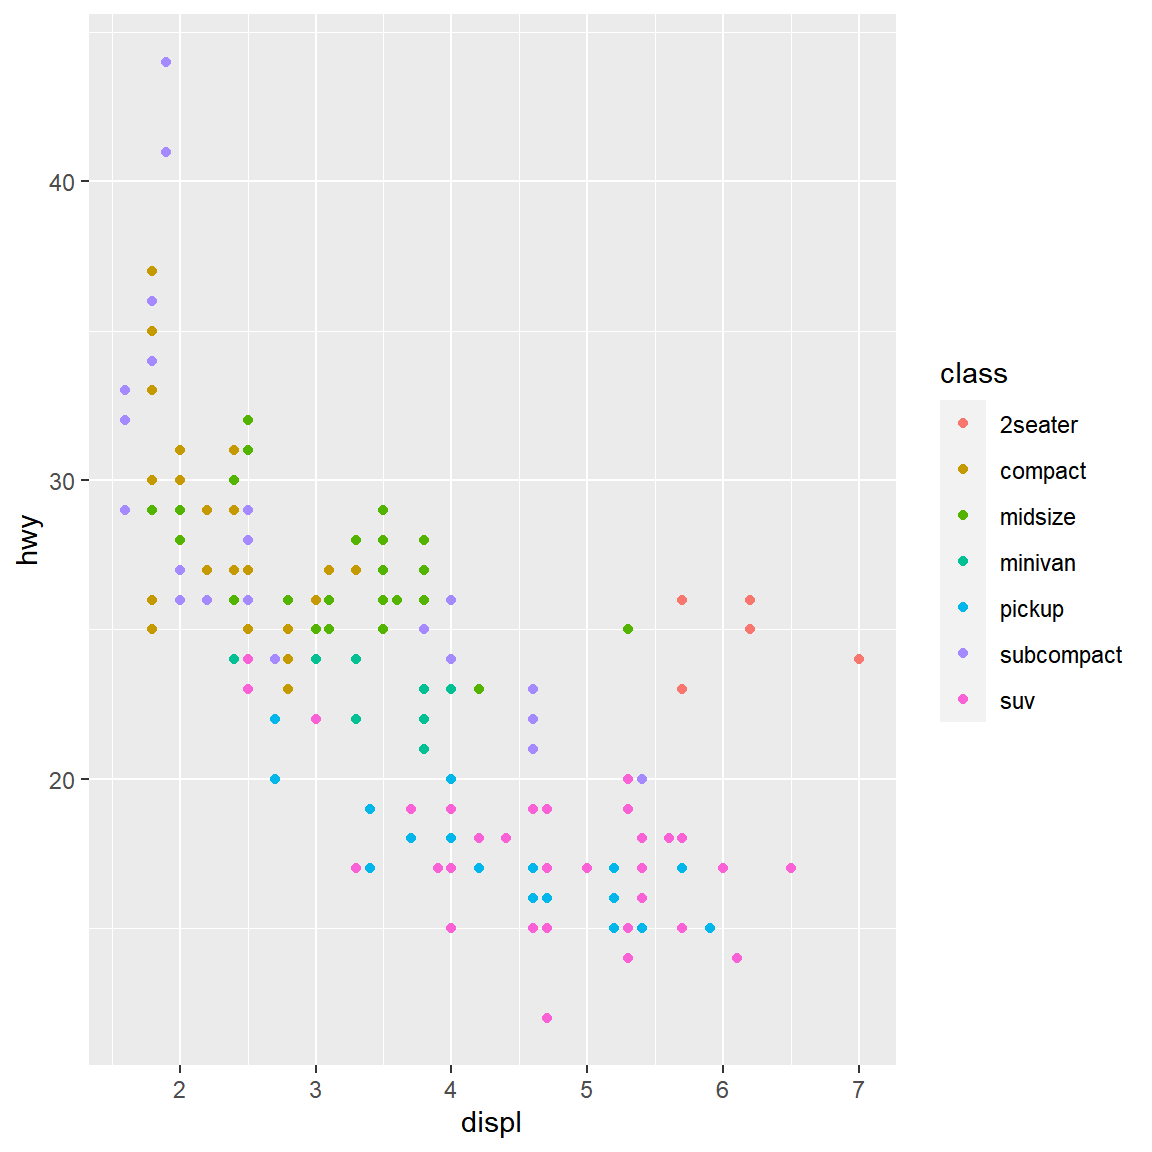 40
30
20
hwy
2 3 4 5 6 7
displ
class
2seater
compact
midsize
minivan
pickup
subcompact
suv